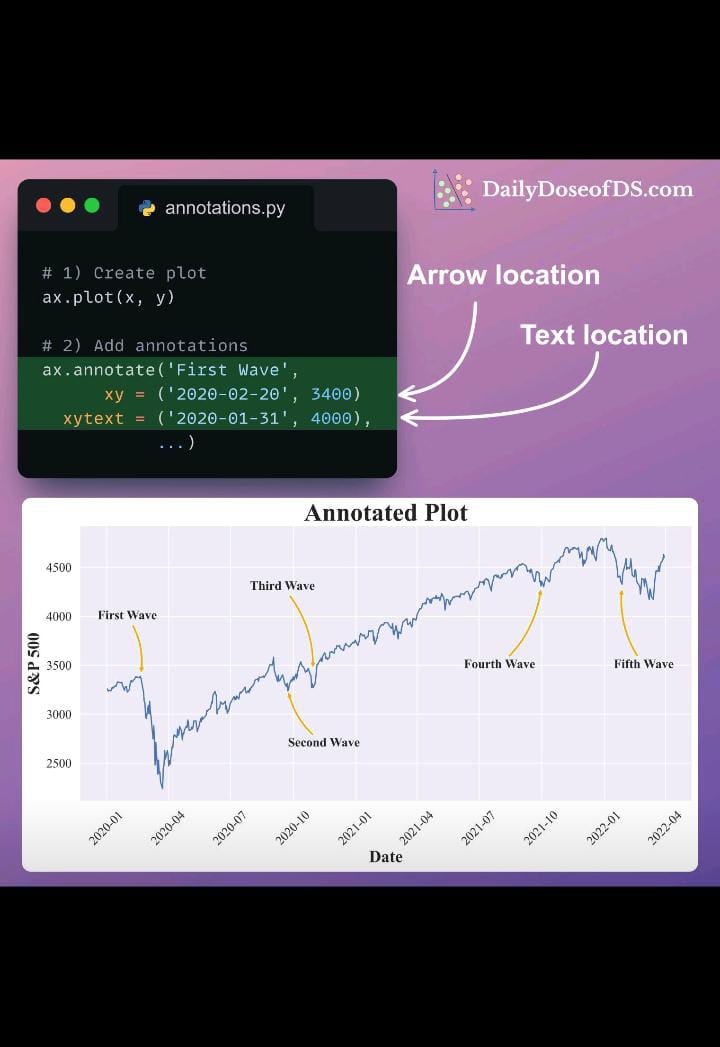 DailyDoseofDS.com
annotations.py
# 1) Create plot
ax.plot(x, y)
# 2) Add annotations
ax.annotate('First Wave',
xy = ('2020-02-20', 3400)
xytext = ('2020-01-31', 4000),
...)
Arrow location
Text location
Annotated Plot
S&P 500
4500
4000
3500
3000
2500
First Wave
Third Wave
Second Wave
Fourth Wave
Fifth Wave
2020-01
2020-04
2020-07
2020-10
2021-01
2021-04
2021-07
2021-10
2022-01
2022-04
Date